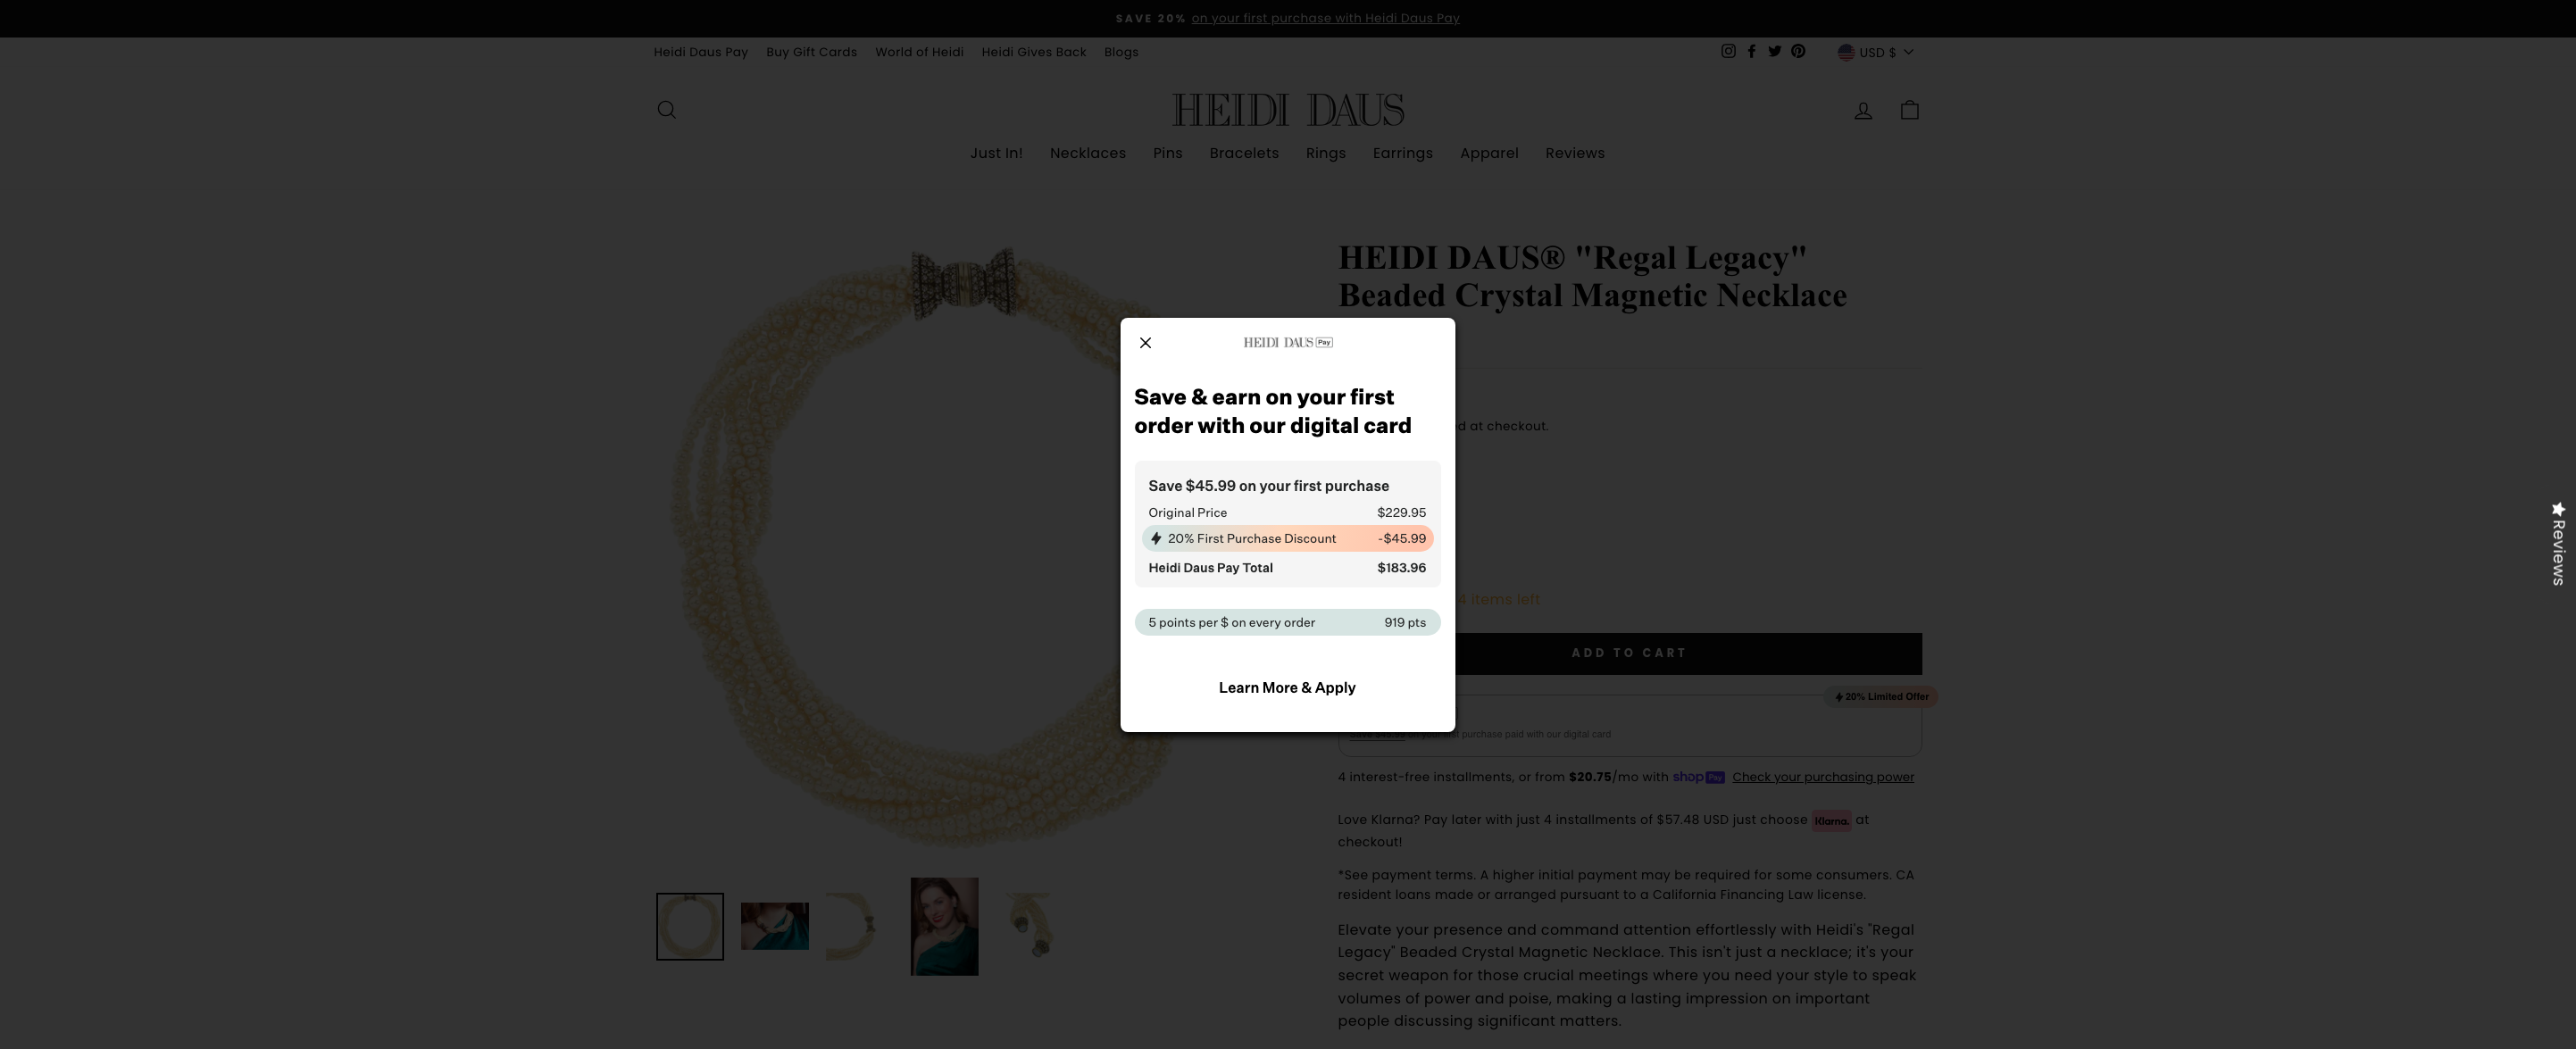 SAVE 20% on your first purchase with Heidi Daus Pay
Heidi Daus Pay Buy Gift Cards World of Heidi Heidi Gives Back Blogs USD $
HEIDI DAUS
Just In! Necklaces Pins Bracelets Rings Earrings Apparel Reviews
HEIDI DAUS® "Regal Legacy"
Beaded Crystal Magnetic Necklace
HEIDI DAUS Pay
Save & earn on your first
order with our digital card
Save $45.99 on your first purchase
Original Price $229.95
20% First Purchase Discount -$45.99
Heidi Daus Pay Total $183.96
5 points per $ on every order 919 pts
Learn More & Apply
at checkout.
4 items left
ADD TO CART
20% Limited Offer
purchase paid with our digital card
4 interest-free installments, or from $20.75/mo with shop Pay Check your purchasing power
Love Klarna? Pay later with just 4 installments of $57.48 USD just choose Klarna. at
checkout!
*See payment terms. A higher initial payment may be required for some consumers. CA
resident loans made or arranged pursuant to a California Financing Law license.
Elevate your presence and command attention effortlessly with Heidi's "Regal
Legacy" Beaded Crystal Magnetic Necklace. This isn't just a necklace; it's your
secret weapon for those crucial meetings where you need your style to speak
volumes of power and poise, making a lasting impression on important
people discussing significant matters.
Reviews